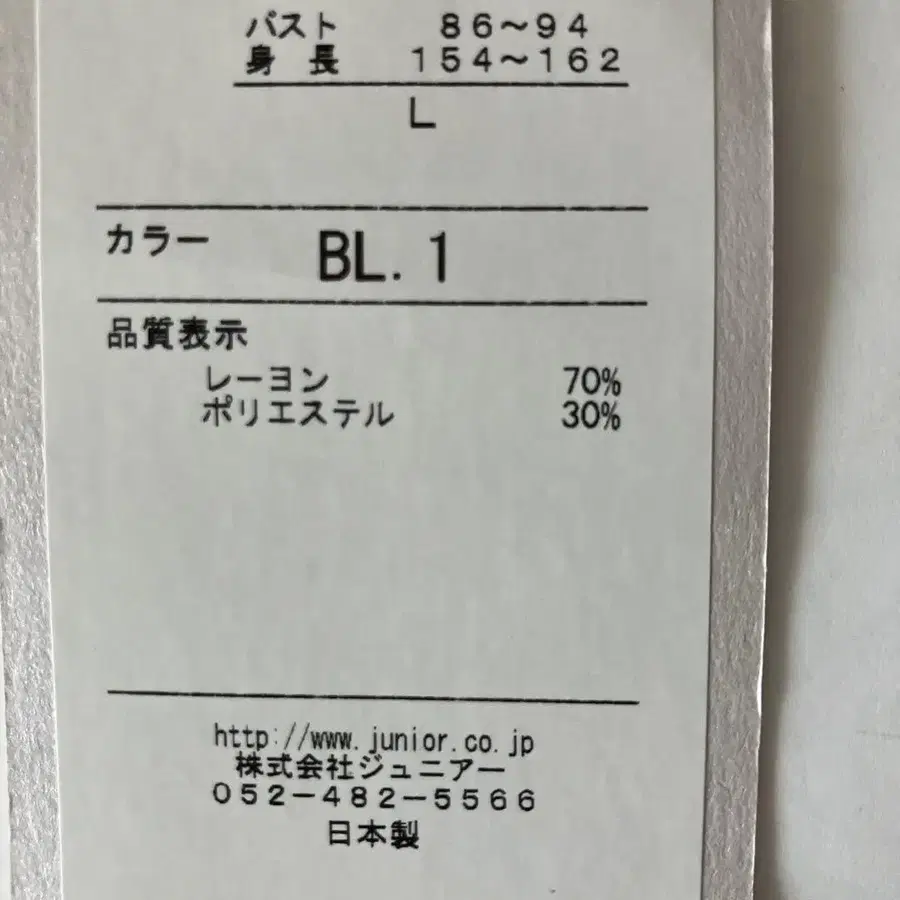 バスト　８６～９４
身　長　１５４～１６２
L
カラー　BL.1
品質表示
レーヨン　70%
ポリエステル　30%
http://www.junior.co.jp
株式会社ジュニアー
０５２－４８２－５５６６
日本製